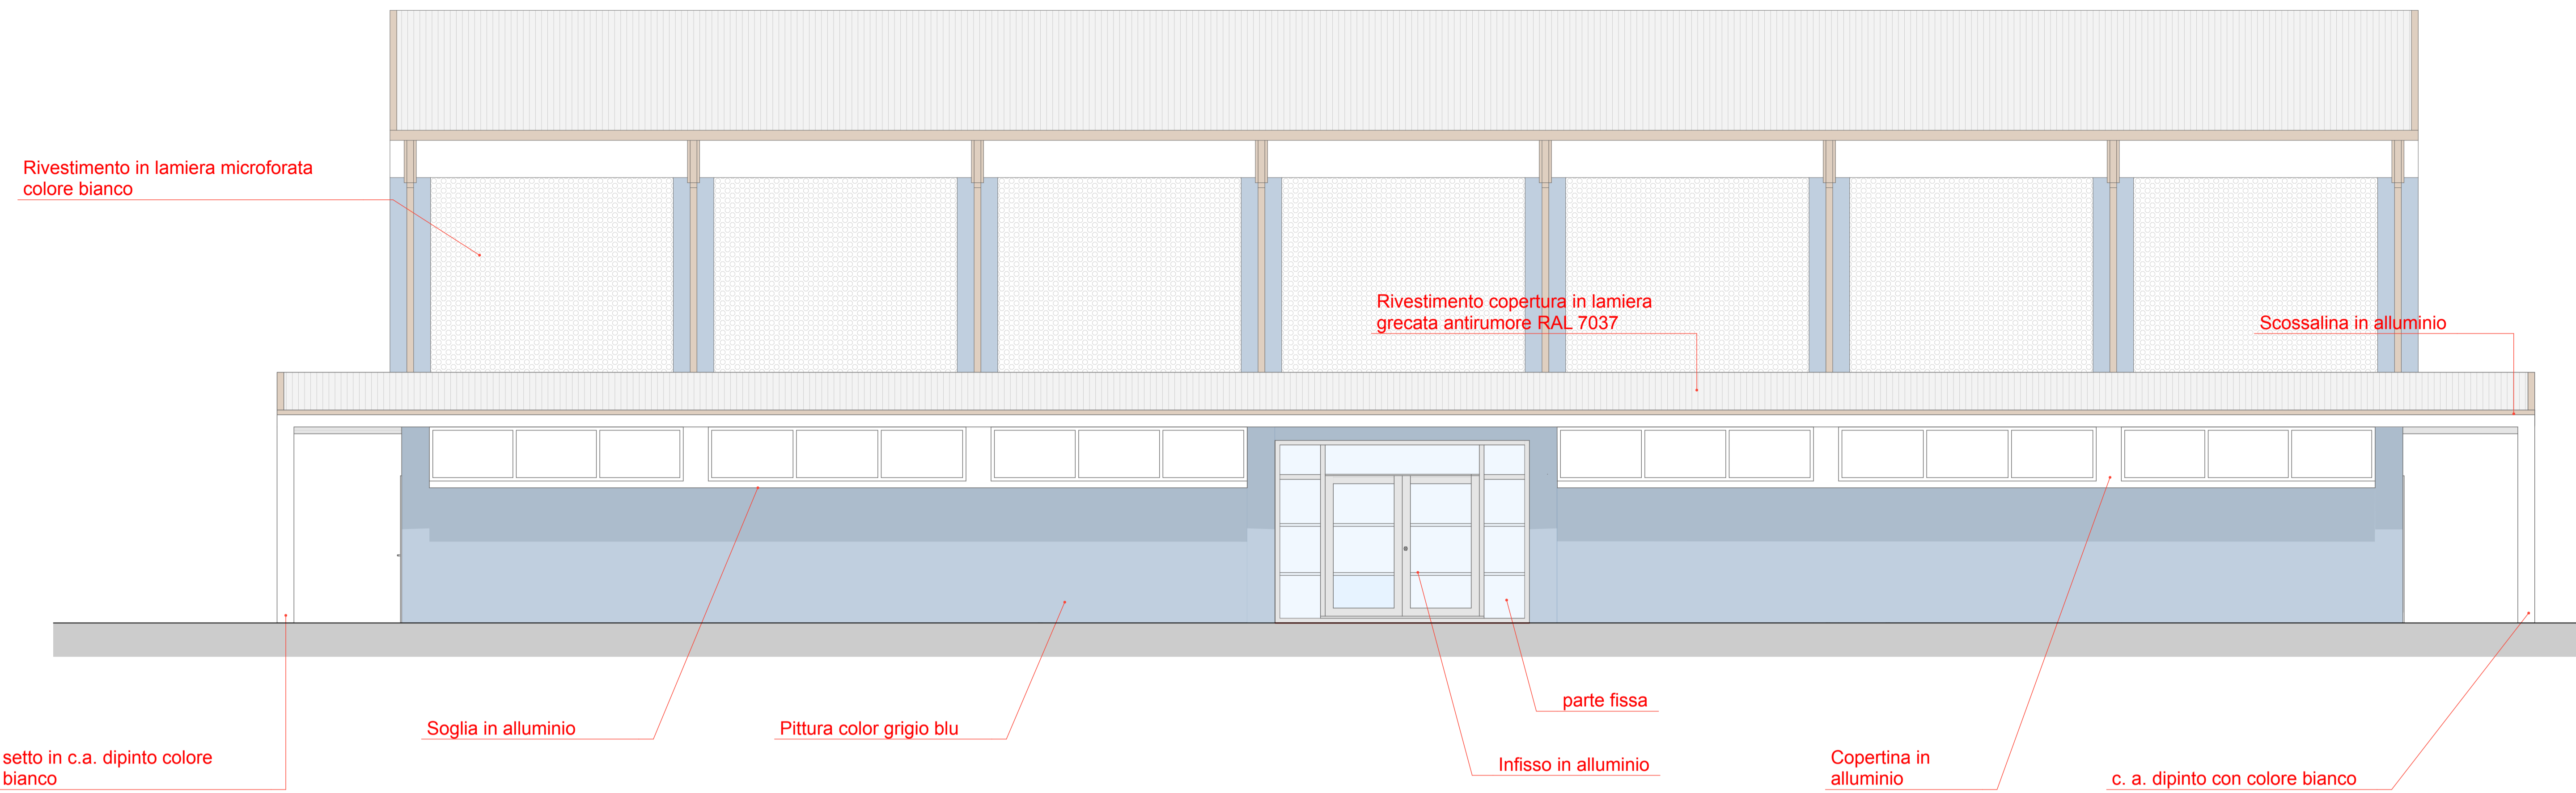 Rivestimento in lamiera microforata
colore bianco
Rivestimento copertura in lamiera
grecata antirumore RAL 7037
Scossalina in alluminio
parte fissa
Soglia in alluminio
Pittura color grigio blu
setto in c.a. dipinto colore
bianco
Infisso in alluminio
Copertina in
alluminio
c. a. dipinto con colore bianco